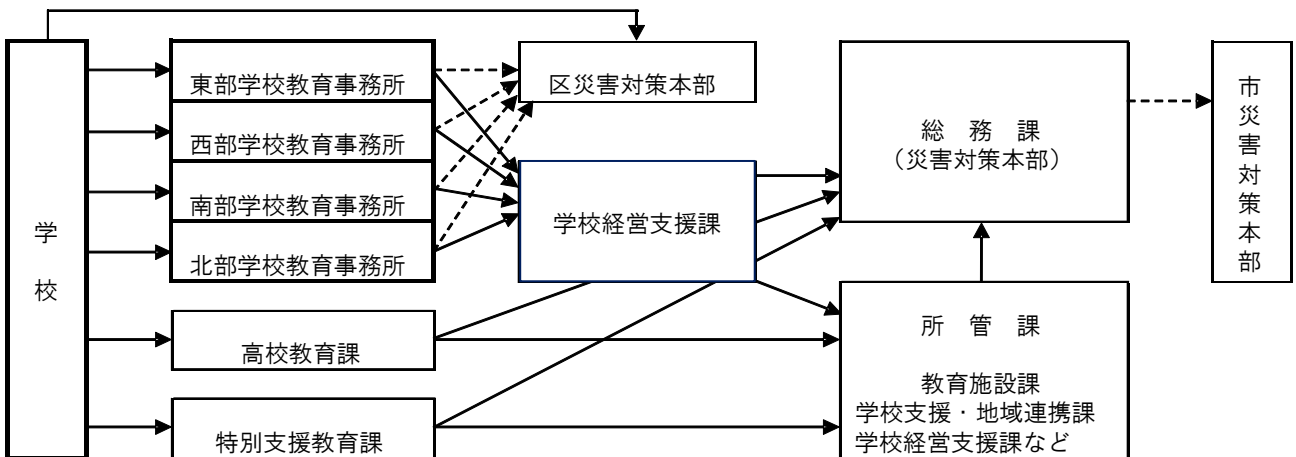 学
校
東部学校教育事務所
西部学校教育事務所
南部学校教育事務所
北部学校教育事務所
高校教育課
特別支援教育課
区災害対策本部
学校経営支援課
総　務　課
（災害対策本部）
所　管　課
教育施設課
学校支援・地域連携課
学校経営支援課など
市
災
害
対
策
本
部